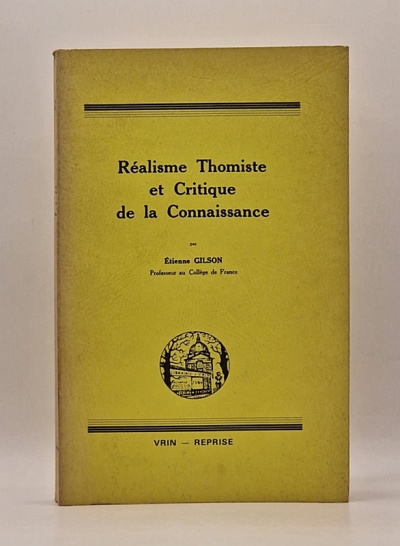 Réalisme Thomiste
et Critique
de la Connaissance
par
Étienne GILSON
Professeur au Collège de France
VRIN — REPRISE